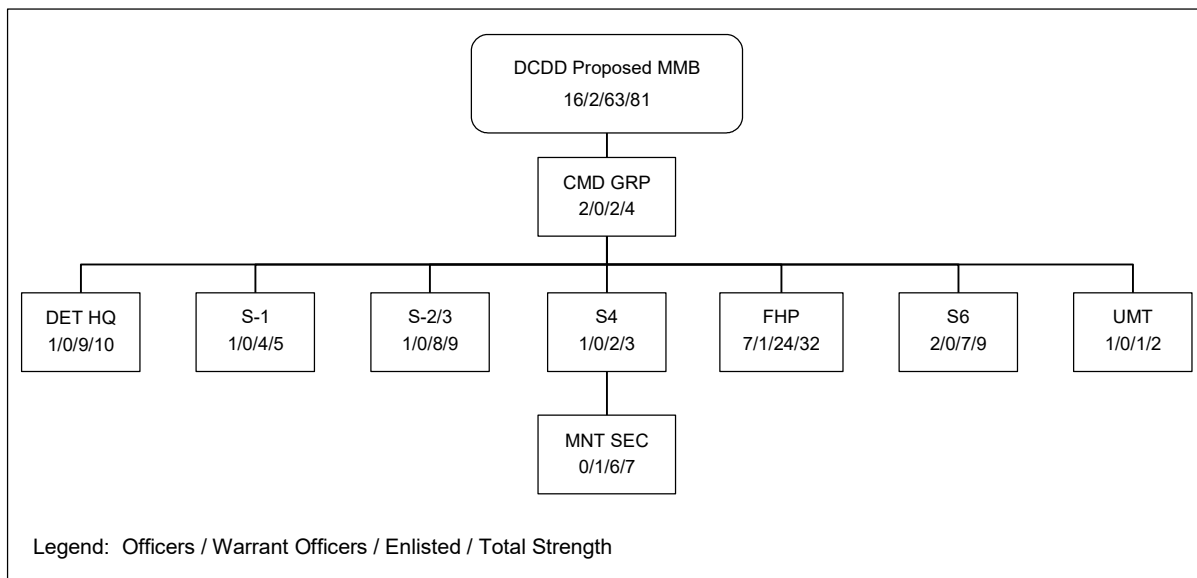 DCDD Proposed MMB
16/2/63/81
CMD GRP
2/0/2/4
DET HQ
1/0/9/10
S-1
1/0/4/5
S-2/3
1/0/8/9
S4
1/0/2/3
FHP
7/1/24/32
S6
2/0/7/9
UMT
1/0/1/2
MNT SEC
0/1/6/7
Legend: Officers / Warrant Officers / Enlisted / Total Strength